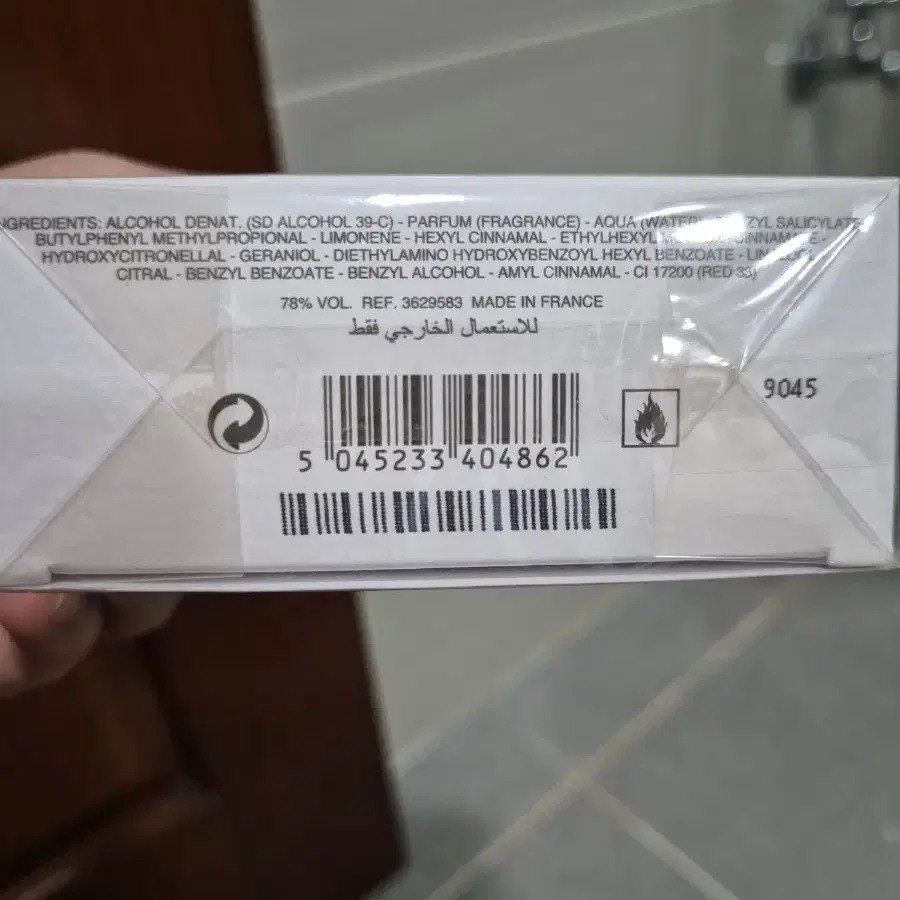 NGREDIENTS: ALCOHOL DENAT. (SD ALCOHOL 39-C) - PARFUM (FRAGRANCE) - AQUA (WATER) SALICYLATE
BUTYLPHENYL METHYLPROPIONAL - LIMONENE - HEXYL CINNAMAL -
HYDROXYCITRONELLAL - GERANIOL - DIETHYLAMINO HYDROXYBENZOYL HEXYL BENZOATE -
CITRAL - BENZYL BENZOATE - BENZYL ALCOHOL - AMYL CINNAMAL - CI 17200 (RED 33)
78% VOL. REF. 3629583 MADE IN FRANCE
للاستعمال الخارجي فقط
9045
5 045233 404862